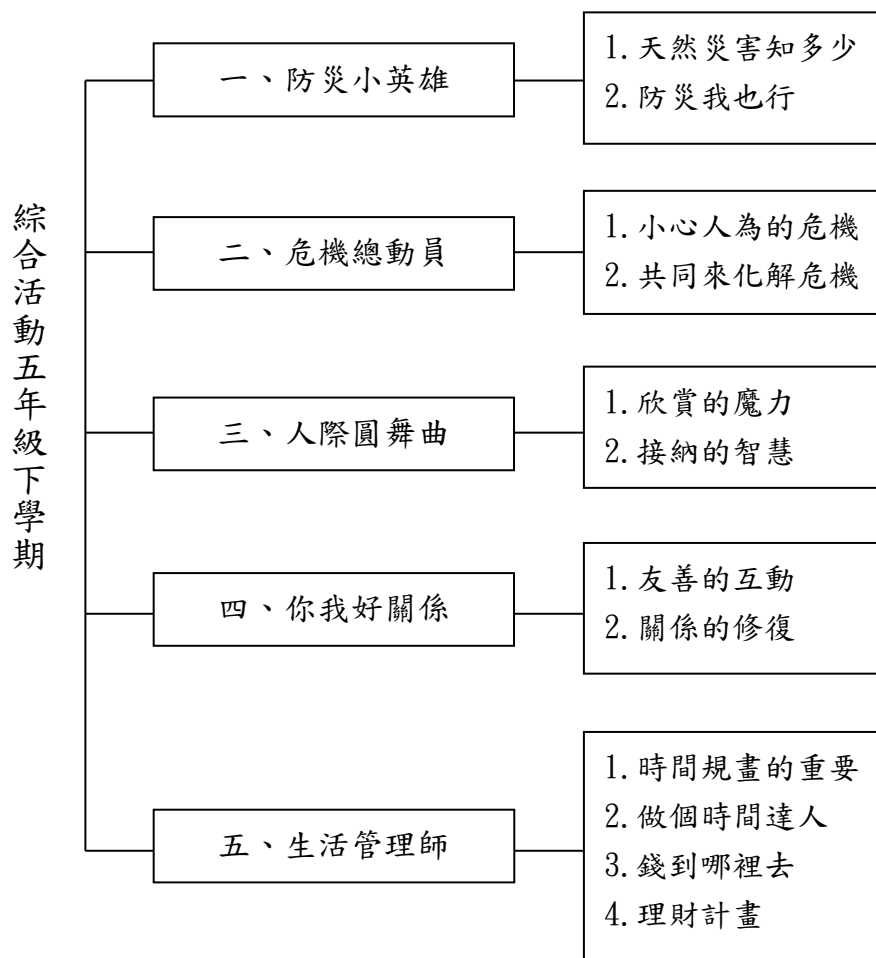 綜合活動五年級下學期
一、防災小英雄
1.天然災害知多少
2.防災我也行
二、危機總動員
1.小心人為的危機
2.共同來化解危機
三、人際圓舞曲
1.欣賞的魔力
2.接納的智慧
四、你我好關係
1.友善的互動
2.關係的修復
五、生活管理師
1.時間規畫的重要
2.做個時間達人
3.錢到哪裡去
4.理財計畫